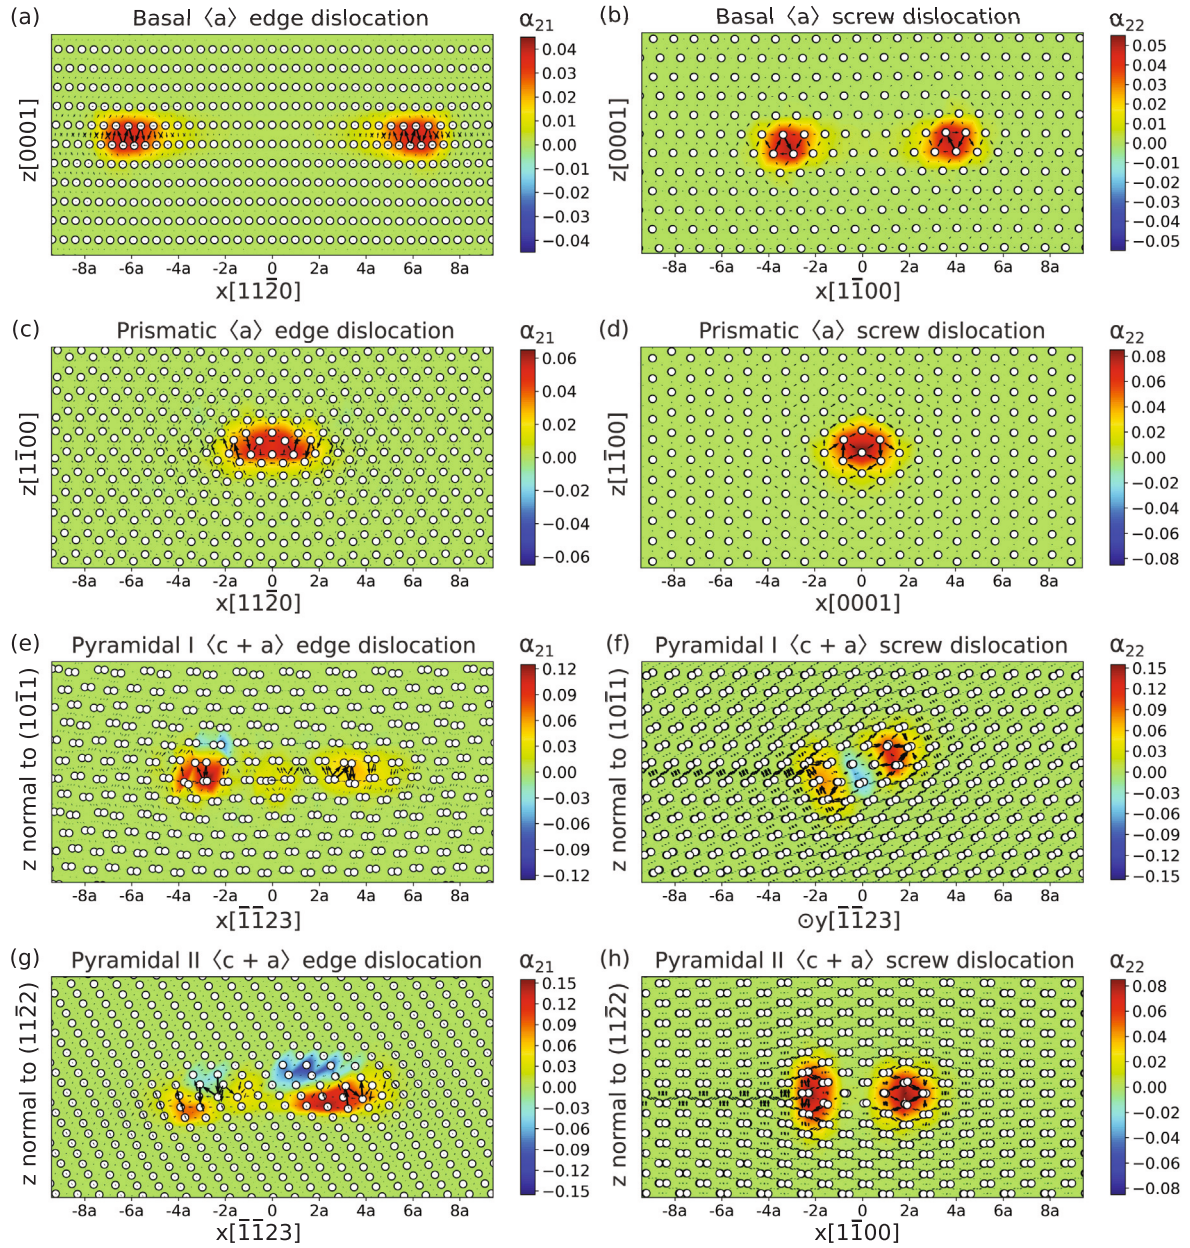 (a) Basal ⟨a⟩ edge dislocation α21
z[0001]
0.04
0.03
0.02
0.01
0.00
−0.01
−0.02
−0.03
−0.04
-8a -6a -4a -2a 0 2a 4a 6a 8a
x[112̅0]
(b) Basal ⟨a⟩ screw dislocation α22
z[0001]
0.05
0.04
0.03
0.02
0.01
0.00
−0.01
−0.02
−0.03
−0.04
−0.05
-8a -6a -4a -2a 0 2a 4a 6a 8a
x[11̅00]
(c) Prismatic ⟨a⟩ edge dislocation α21
z[11̅00]
0.06
0.04
0.02
0.00
−0.02
−0.04
−0.06
-8a -6a -4a -2a 0 2a 4a 6a 8a
x[112̅0]
(d) Prismatic ⟨a⟩ screw dislocation α22
z[11̅00]
0.08
0.06
0.04
0.02
0.00
−0.02
−0.04
−0.06
−0.08
-8a -6a -4a -2a 0 2a 4a 6a 8a
x[0001]
(e) Pyramidal I ⟨c + a⟩ edge dislocation α21
z normal to (101̅1)
0.12
0.09
0.06
0.03
0.00
−0.03
−0.06
−0.09
−0.12
-8a -6a -4a -2a 0 2a 4a 6a 8a
x[1̅1̅23]
(f) Pyramidal I ⟨c + a⟩ screw dislocation α22
z normal to (101̅1)
0.15
0.12
0.09
0.06
0.03
0.00
−0.03
−0.06
−0.09
−0.12
−0.15
-8a -6a -4a -2a 0 2a 4a 6a 8a
⊙y[1̅1̅23]
(g) Pyramidal II ⟨c + a⟩ edge dislocation α21
z normal to (112̅2)
0.15
0.12
0.09
0.06
0.03
0.00
−0.03
−0.06
−0.09
−0.12
−0.15
-8a -6a -4a -2a 0 2a 4a 6a 8a
x[1̅1̅23]
(h) Pyramidal II ⟨c + a⟩ screw dislocation α22
z normal to (112̅2)
0.08
0.06
0.04
0.02
0.00
−0.02
−0.04
−0.06
−0.08
-8a -6a -4a -2a 0 2a 4a 6a 8a
x[11̅00]